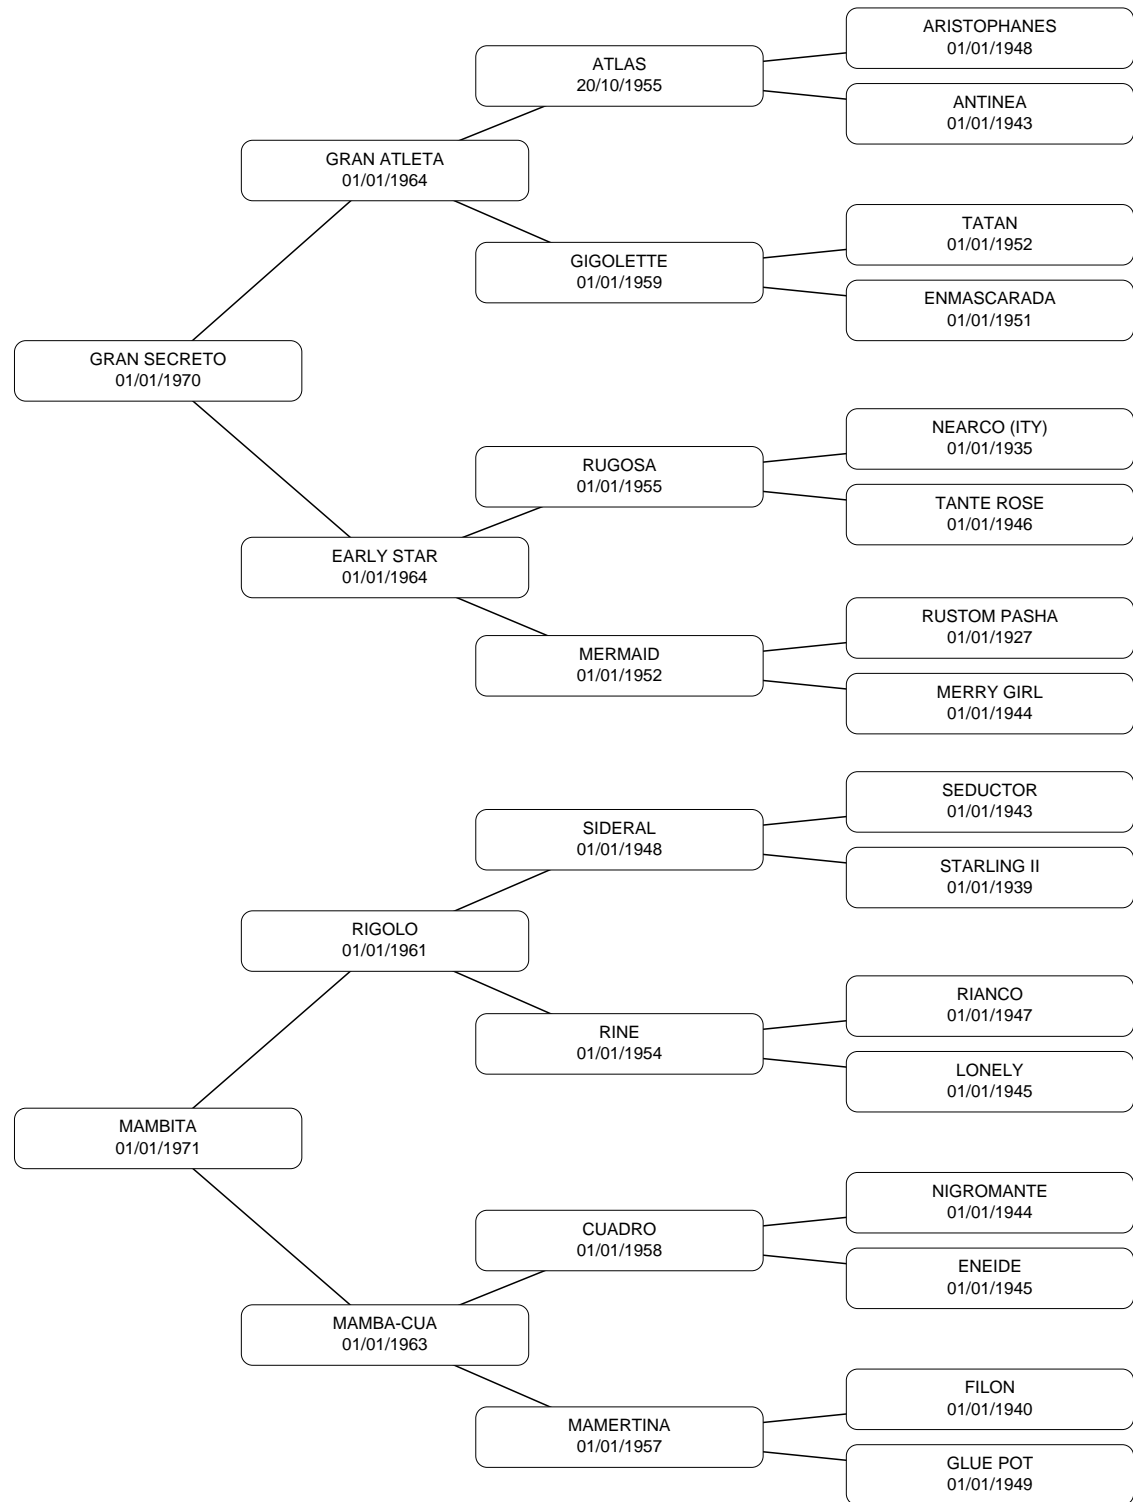 ARISTOPHANES
01/01/1948
ATLAS
20/10/1955
ANTINEA
01/01/1943
GRAN ATLETA
01/01/1964
TATAN
01/01/1952
GIGOLETTE
01/01/1959
ENMASCARADA
01/01/1951
GRAN SECRETO
01/01/1970
NEARCO (ITY)
01/01/1935
RUGOSA
01/01/1955
TANTE ROSE
01/01/1946
EARLY STAR
01/01/1964
RUSTOM PASHA
01/01/1927
MERMAID
01/01/1952
MERRY GIRL
01/01/1944
SEDUCTOR
01/01/1943
SIDERAL
01/01/1948
STARLING II
01/01/1939
RIGOLO
01/01/1961
RIANCO
01/01/1947
RINE
01/01/1954
LONELY
01/01/1945
MAMBITA
01/01/1971
NIGROMANTE
01/01/1944
CUADRO
01/01/1958
ENEIDE
01/01/1945
MAMBA-CUA
01/01/1963
FILON
01/01/1940
MAMERTINA
01/01/1957
GLUE POT
01/01/1949